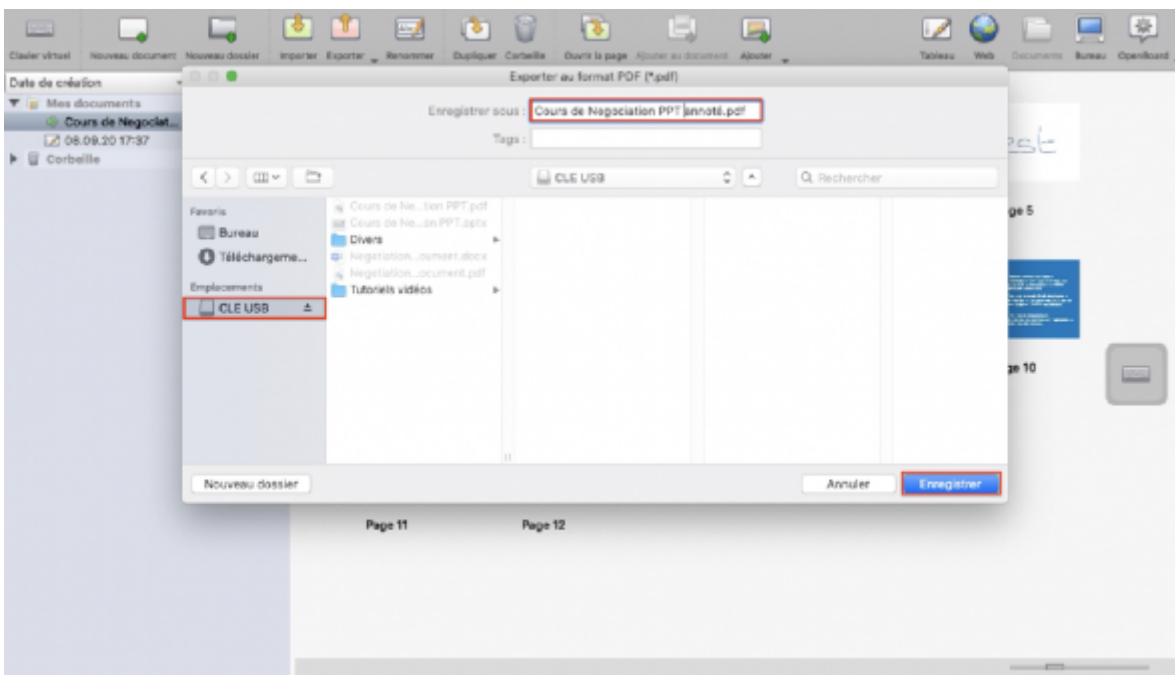 Clavier virtuel Nouveau document Nouveau dossier Importer Exporter Renommer Dupliquer Corbeille Ouvrir la page Ajouter au document Ajouter Tableau Web Documents Bureau OpenBoard
Date de création
Mes documents
Cours de Negociat...
08.09.20 17:37
Corbeille
Exporter au format PDF (*.pdf)
Enregistrer sous : Cours de Negociation PPT annoté.pdf
Tags :
CLE USB
Rechercher
Favoris
Bureau
Téléchargeme...
Emplacements
CLE USB
Cours de Ne...tion PPT.pdf
Cours de Ne...on PPT.pptx
Divers
Negotiation...ocument.docx
Negotiation...ocument.pdf
Tutoriels vidéos
Nouveau dossier
Annuler
Enregistrer
est
ge 5
ge 10
Page 11
Page 12